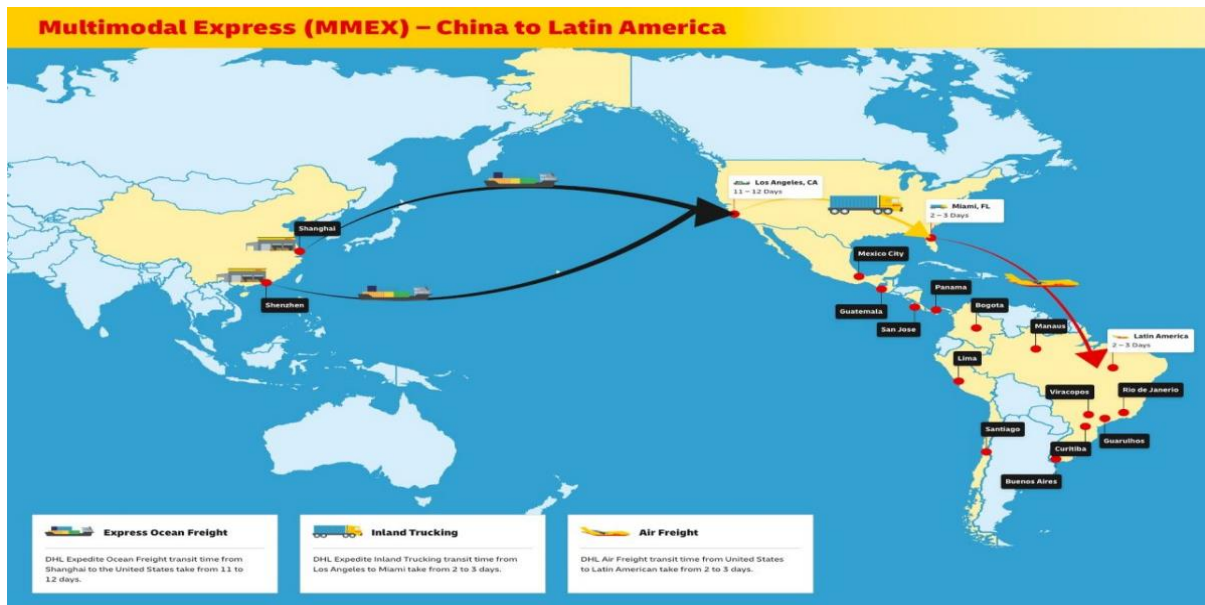 Multimodal Express (MMEX) – China to Latin America
Los Angeles, CA
11 – 12 Days
Miami, FL
2 – 3 Days
Shanghai
Shenzhen
Mexico City
Guatemala
San Jose
Panama
Bogota
Manaus
Latin America
2 – 3 Days
Lima
Viracopos
Rio de Janerio
Santiago
Curitiba
Guarulhos
Buenos Aires
Express Ocean Freight
DHL Expedite Ocean Freight transit time from
Shanghai to the United States take from 11 to
12 days.
Inland Trucking
DHL Expedite Inland Trucking transit time from
Los Angeles to Miami take from 2 to 3 days.
Air Freight
DHL Air Freight transit time from United States
to Latin American take from 2 to 3 days.